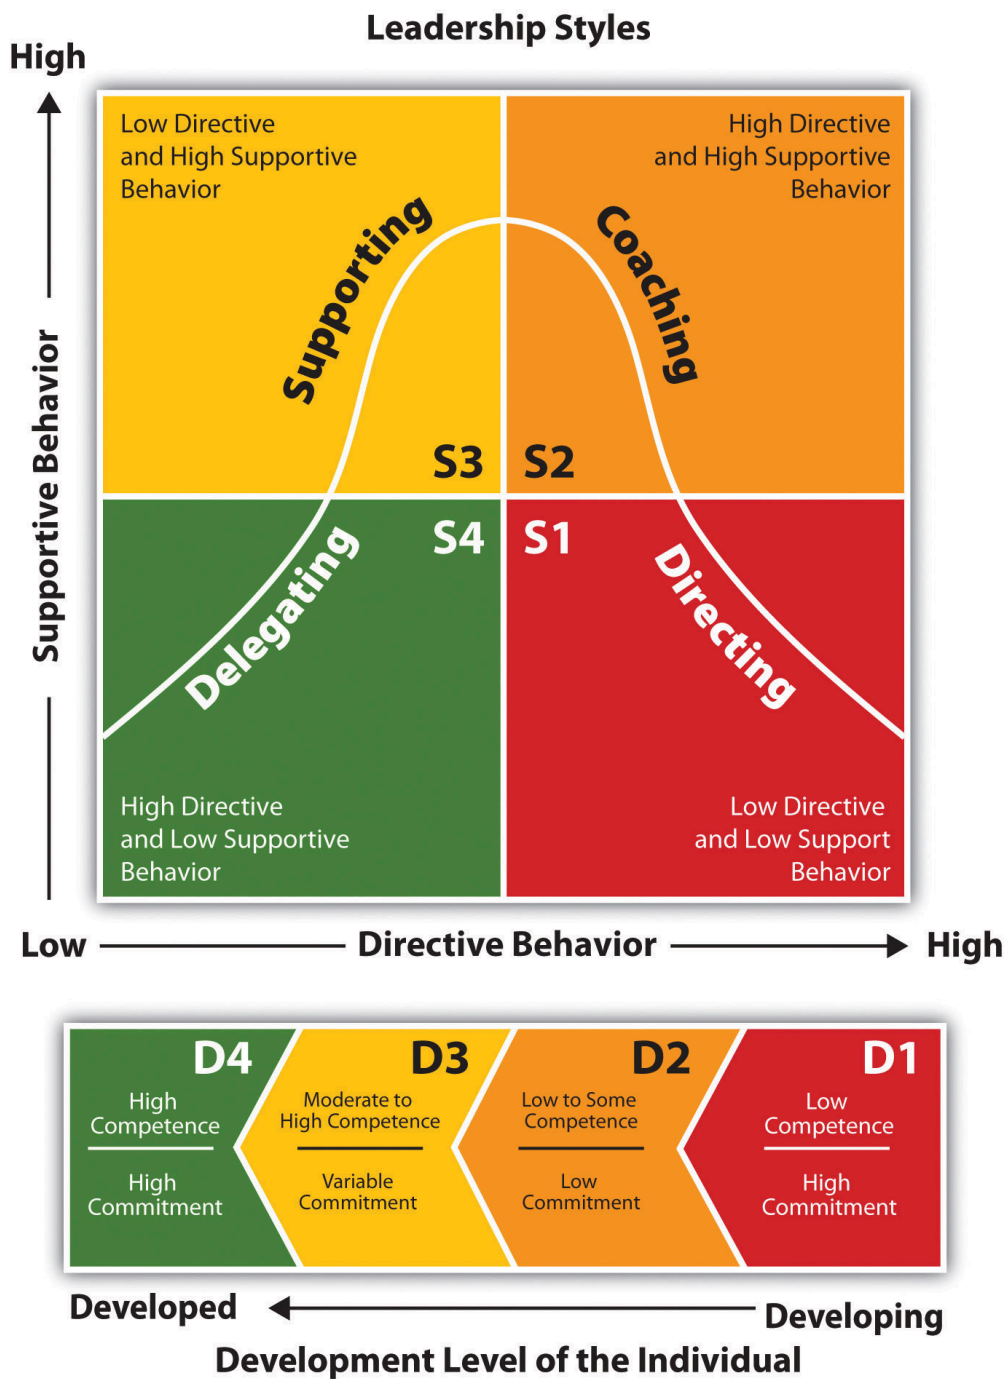 Leadership Styles
High
Low Directive
and High Supportive
Behavior
High Directive
and High Supportive
Behavior
Supporting
Coaching
Supportive Behavior
S3
S2
S4
S1
Delegating
Directing
High Directive
and Low Supportive
Behavior
Low Directive
and Low Support
Behavior
Low
Directive Behavior
High
D4
High
Competence
High
Commitment
D3
Moderate to
High Competence
Variable
Commitment
D2
Low to Some
Competence
Low
Commitment
D1
Low
Competence
High
Commitment
Developed
Developing
Development Level of the Individual